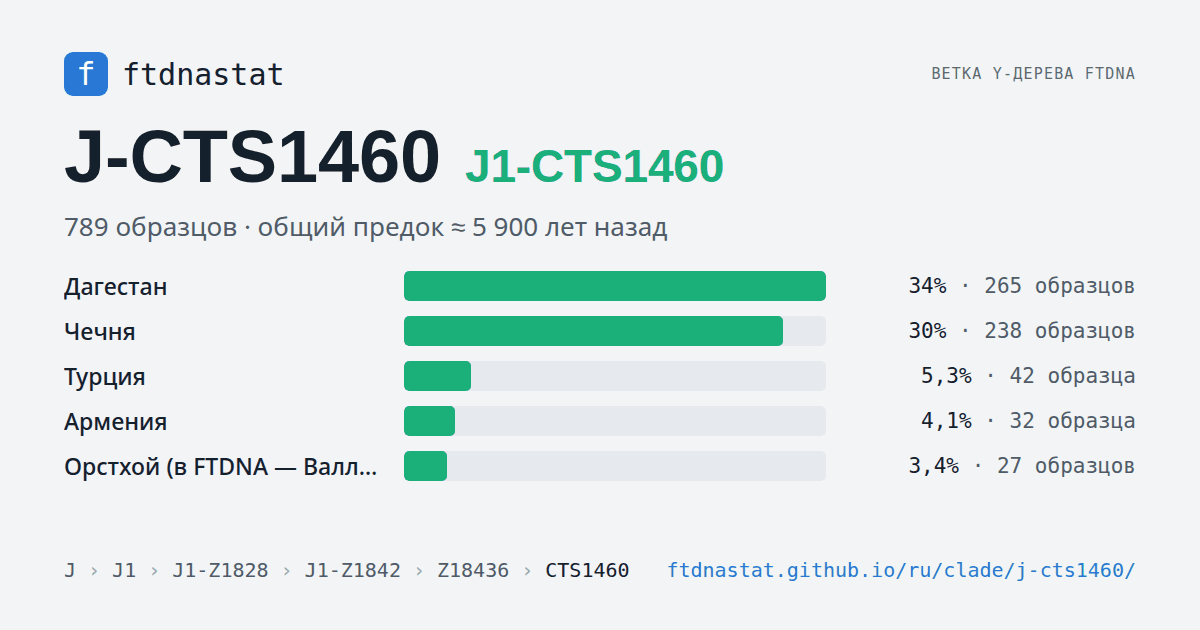 f ftdnastat
ВЕТКА Y-ДЕРЕВА FTDNA
J-CTS1460 J1-CTS1460
789 образцов · общий предок ≈ 5 900 лет назад
Дагестан 34% · 265 образцов
Чечня 30% · 238 образцов
Турция 5,3% · 42 образца
Армения 4,1% · 32 образца
Орстхой (в FTDNA — Валл... 3,4% · 27 образцов
J › J1 › J1-Z1828 › J1-Z1842 › Z18436 › CTS1460 ftdnastat.github.io/ru/clade/j-cts1460/